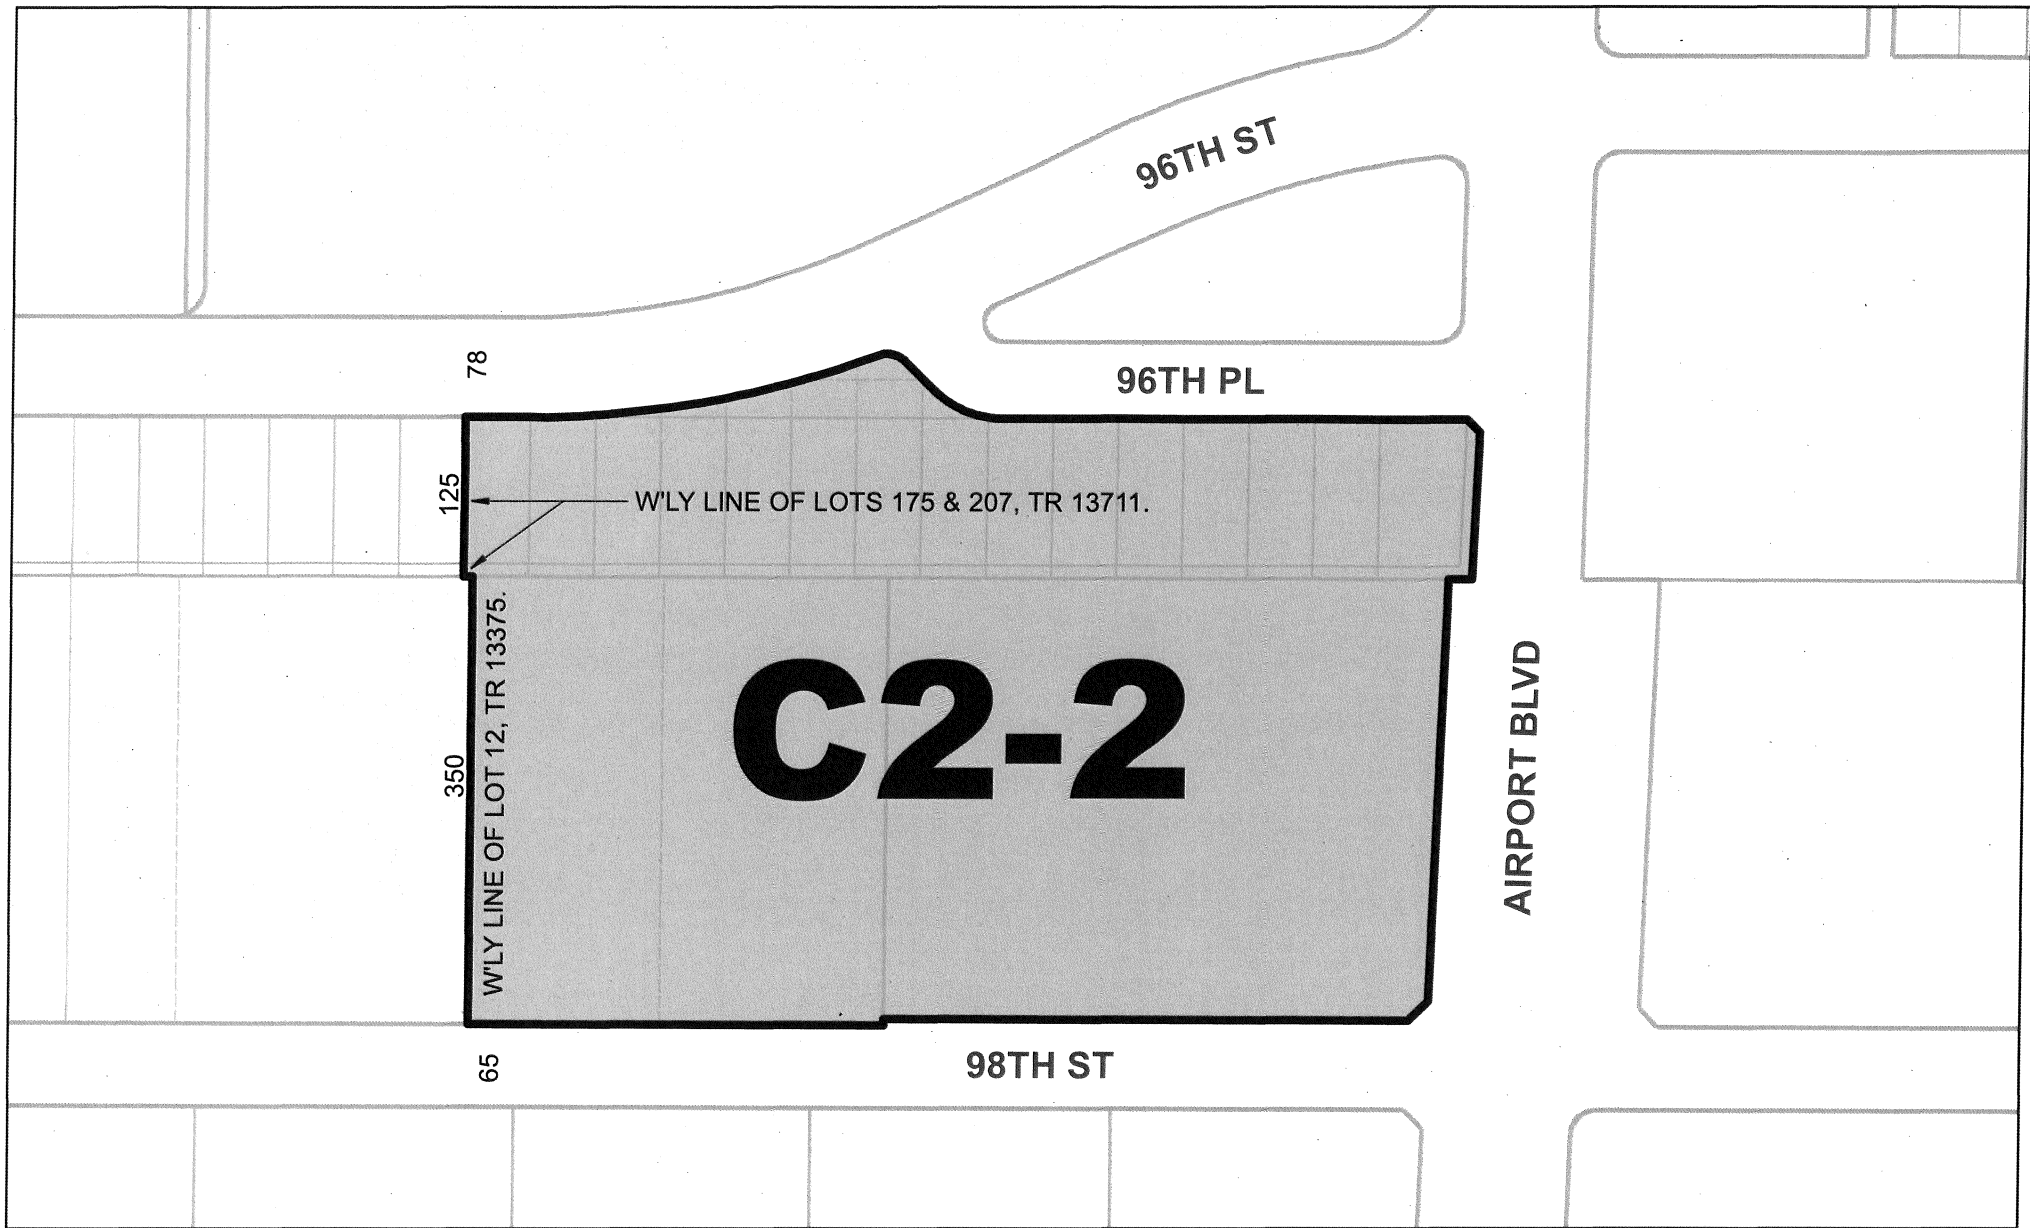 96TH ST
78
96TH PL
125
W'LY LINE OF LOTS 175 & 207, TR 13711.
W'LY LINE OF LOT 12, TR 13375.
350
C2-2
AIRPORT BLVD
65
98TH ST